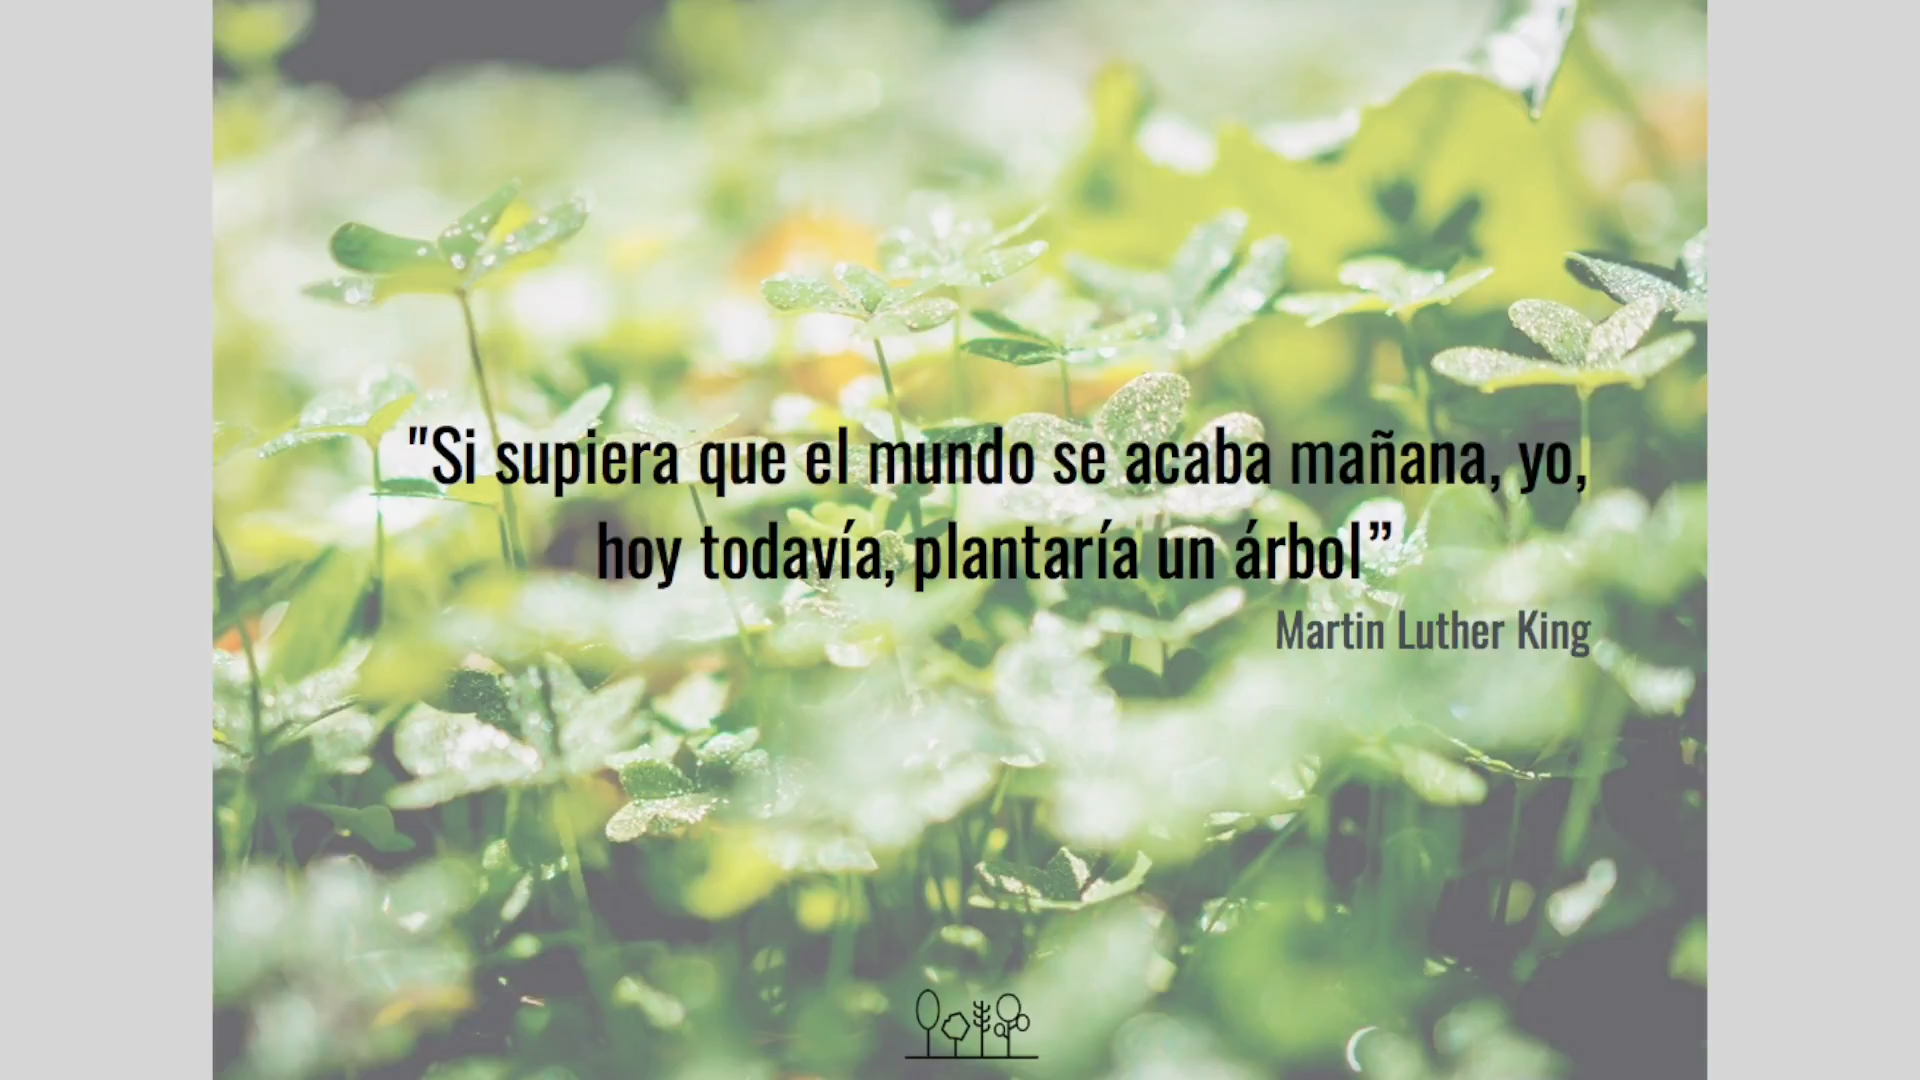 "Si supiera que el mundo se acaba mañana, yo,
hoy todavía, plantaría un árbol”
Martin Luther King